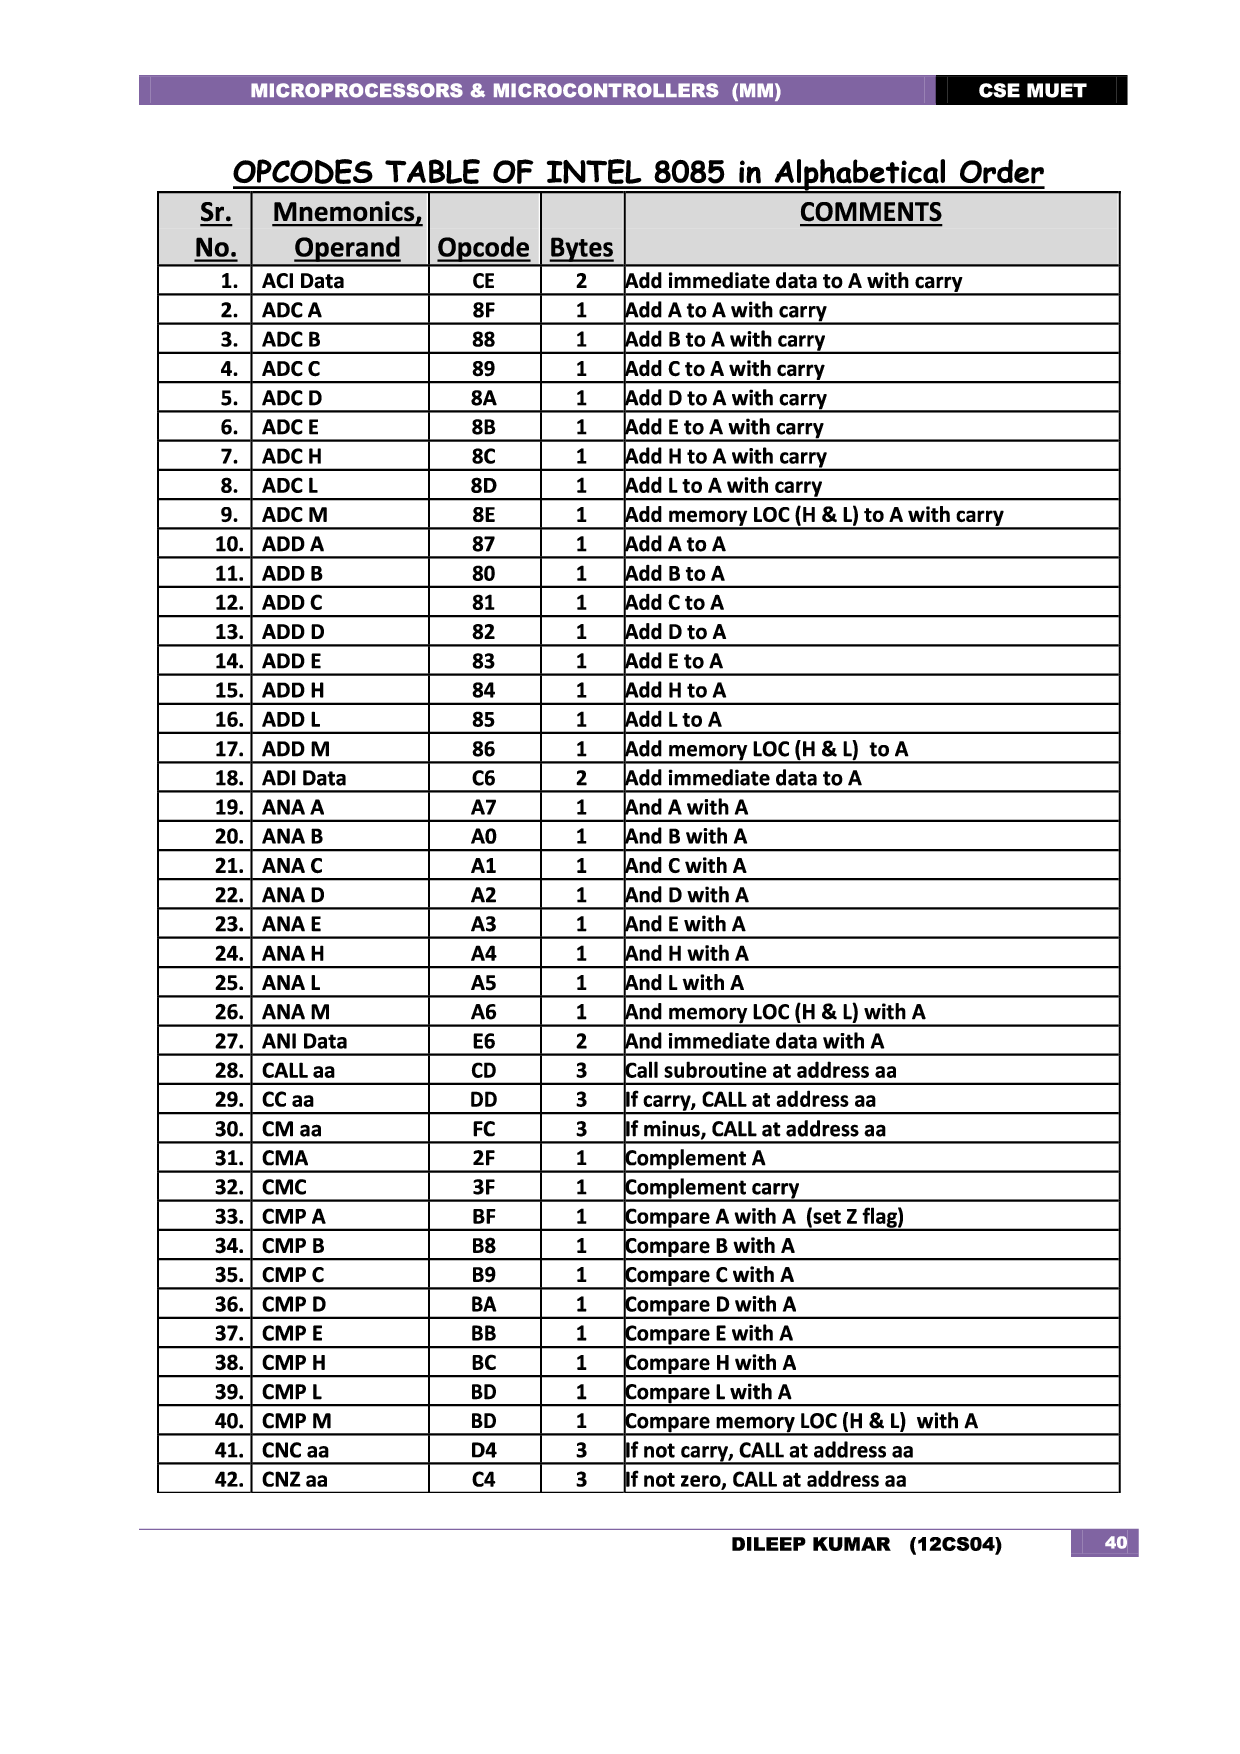 MICROPROCESSORS & MICROCONTROLLERS (MM) CSE MUET
OPCODES TABLE OF INTEL 8085 in Alphabetical Order
Sr. No. Mnemonics, Operand Opcode Bytes COMMENTS
1. ACI Data CE 2 Add immediate data to A with carry
2. ADC A 8F 1 Add A to A with carry
3. ADC B 88 1 Add B to A with carry
4. ADC C 89 1 Add C to A with carry
5. ADC D 8A 1 Add D to A with carry
6. ADC E 8B 1 Add E to A with carry
7. ADC H 8C 1 Add H to A with carry
8. ADC L 8D 1 Add L to A with carry
9. ADC M 8E 1 Add memory LOC (H & L) to A with carry
10. ADD A 87 1 Add A to A
11. ADD B 80 1 Add B to A
12. ADD C 81 1 Add C to A
13. ADD D 82 1 Add D to A
14. ADD E 83 1 Add E to A
15. ADD H 84 1 Add H to A
16. ADD L 85 1 Add L to A
17. ADD M 86 1 Add memory LOC (H & L) to A
18. ADI Data C6 2 Add immediate data to A
19. ANA A A7 1 And A with A
20. ANA B A0 1 And B with A
21. ANA C A1 1 And C with A
22. ANA D A2 1 And D with A
23. ANA E A3 1 And E with A
24. ANA H A4 1 And H with A
25. ANA L A5 1 And L with A
26. ANA M A6 1 And memory LOC (H & L) with A
27. ANI Data E6 2 And immediate data with A
28. CALL aa CD 3 Call subroutine at address aa
29. CC aa DD 3 If carry, CALL at address aa
30. CM aa FC 3 If minus, CALL at address aa
31. CMA 2F 1 Complement A
32. CMC 3F 1 Complement carry
33. CMP A BF 1 Compare A with A (set Z flag)
34. CMP B B8 1 Compare B with A
35. CMP C B9 1 Compare C with A
36. CMP D BA 1 Compare D with A
37. CMP E BB 1 Compare E with A
38. CMP H BC 1 Compare H with A
39. CMP L BD 1 Compare L with A
40. CMP M BD 1 Compare memory LOC (H & L) with A
41. CNC aa D4 3 If not carry, CALL at address aa
42. CNZ aa C4 3 If not zero, CALL at address aa
DILEEP KUMAR (12CS04) 40